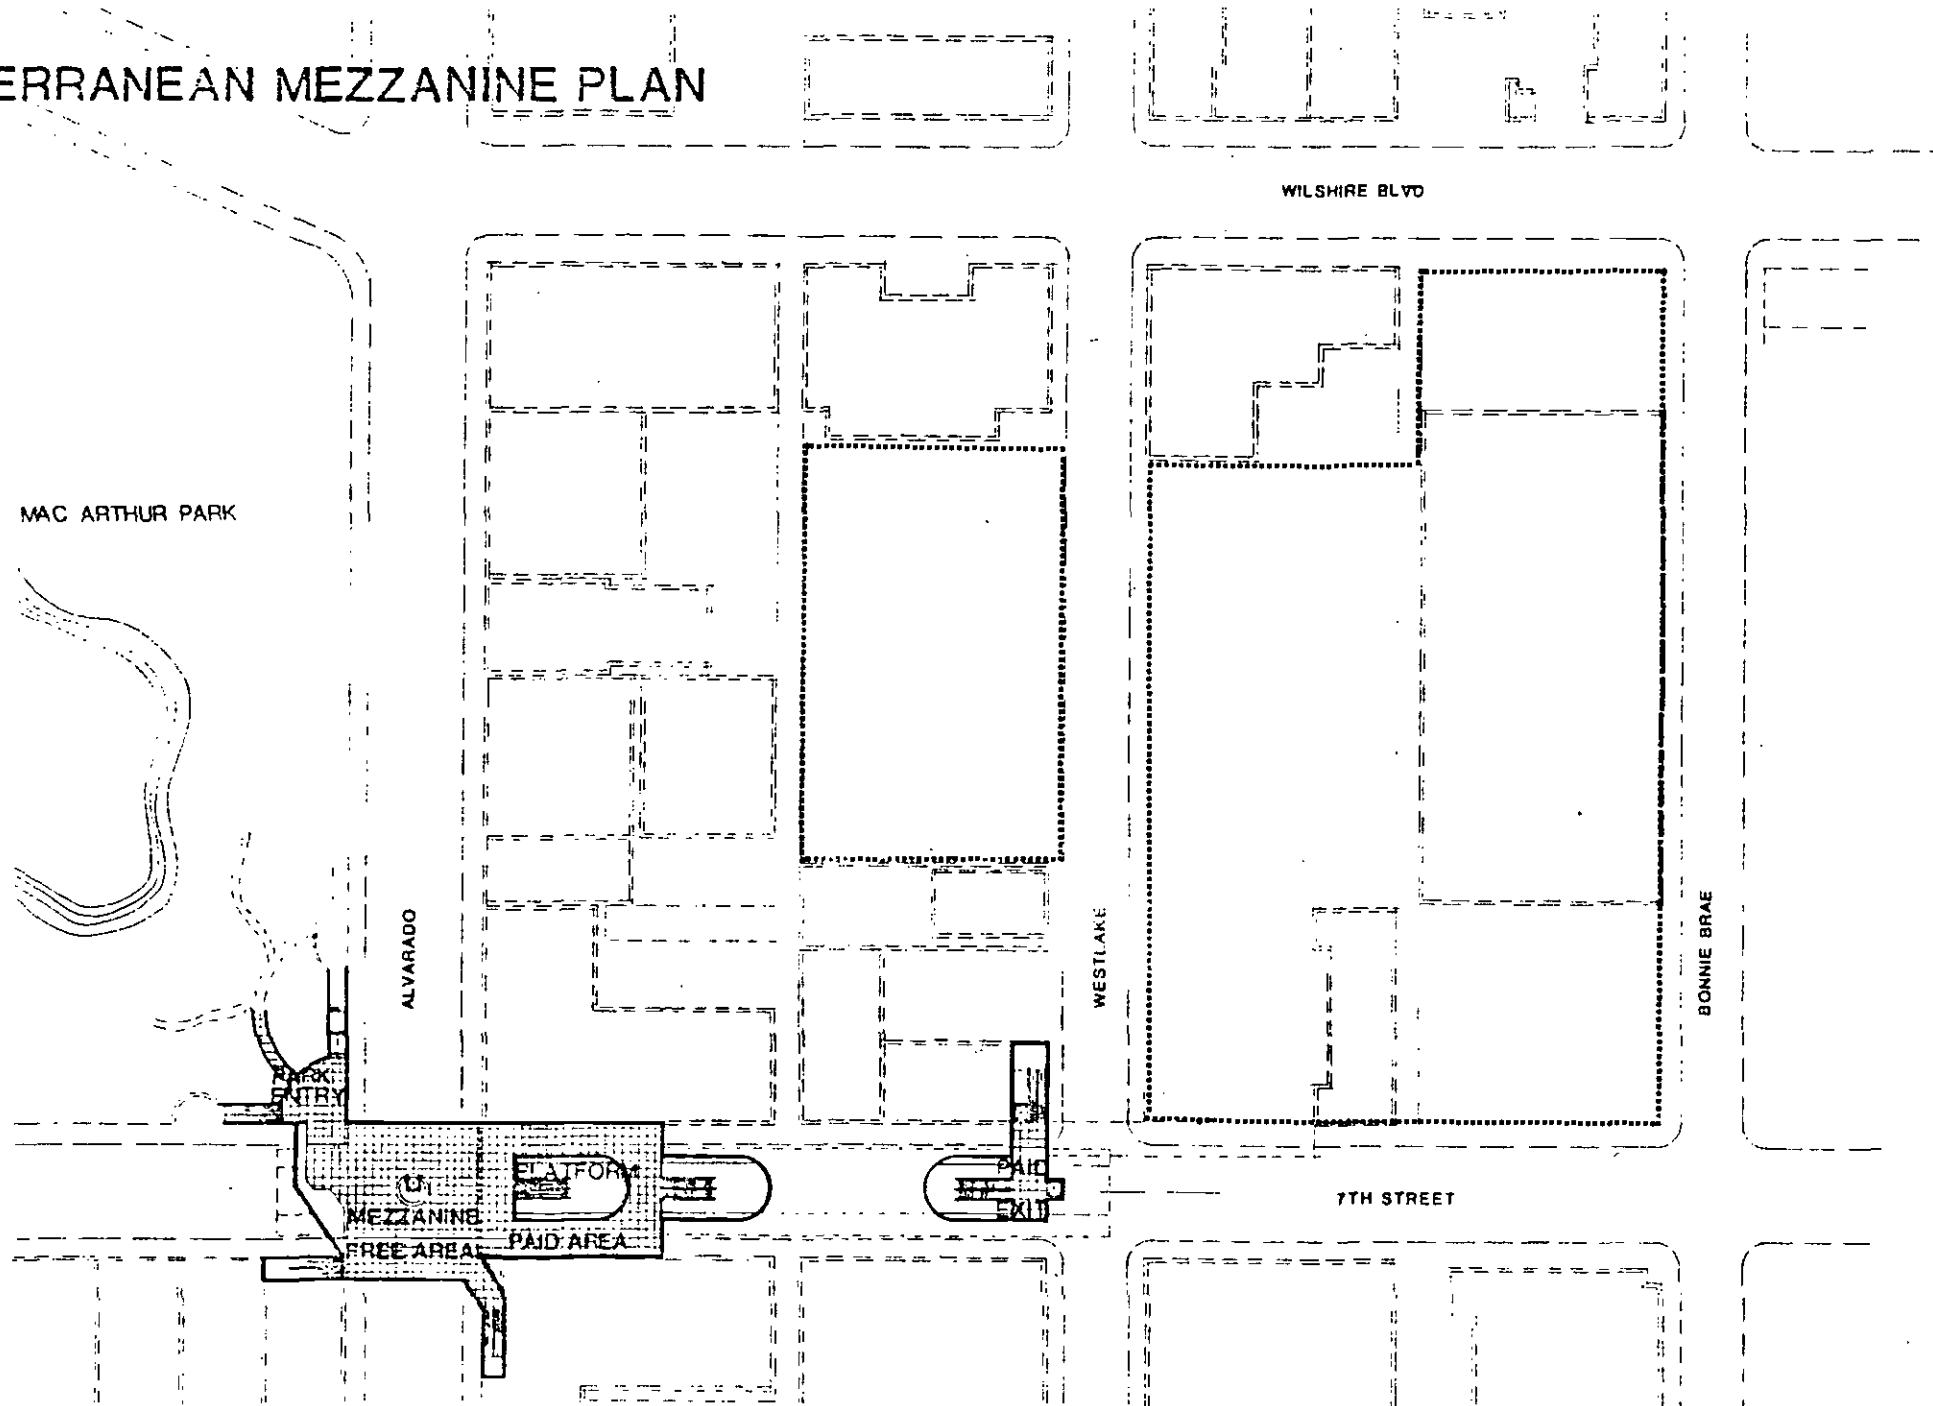 ERRANEAN MEZZANINE PLAN
WILSHIRE BLVD
MAC ARTHUR PARK
ALVARADO
WESTLAKE
BONNIE BRAE
PARK
ENTRY
PLATFORM
PAID
EXIT
7TH STREET
MEZZANINE
FREE AREA
PAID AREA